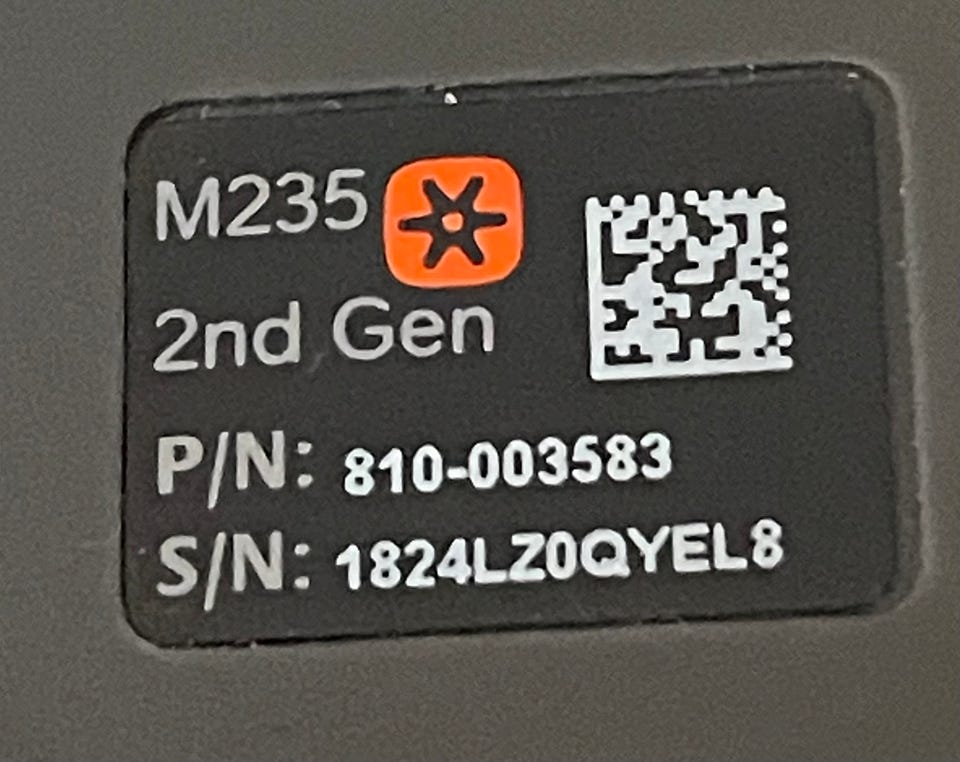 M235
2nd Gen
P/N: 810-003583
S/N: 1824LZ0QYEL8